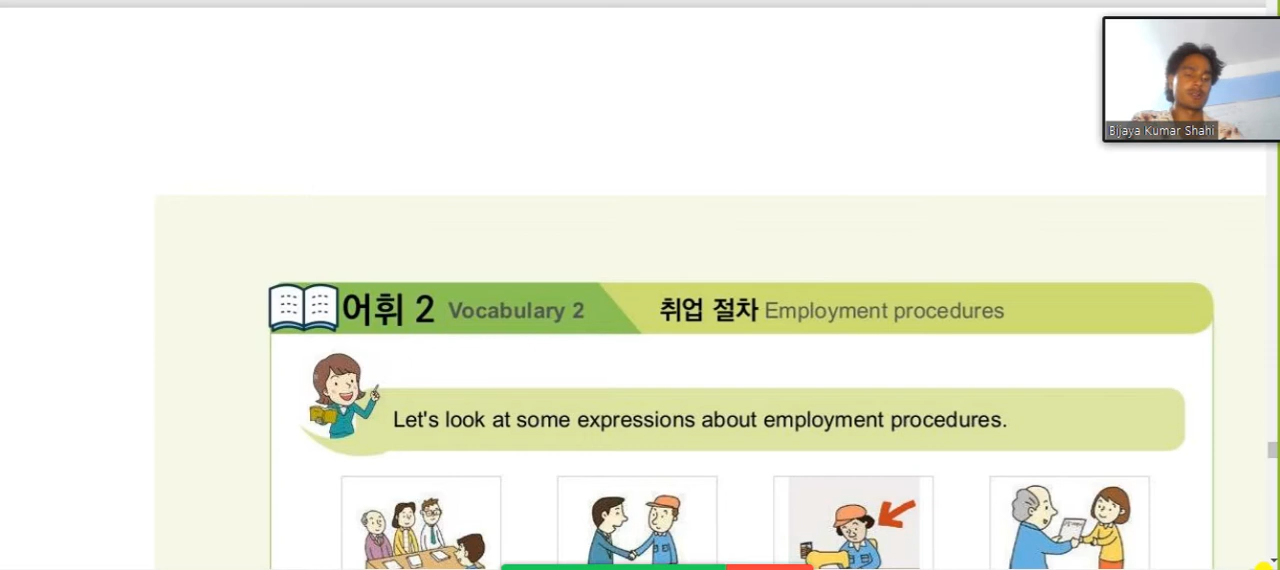 Bijaya Kumar Shahi
어휘 2 Vocabulary 2 취업 절차 Employment procedures
Let's look at some expressions about employment procedures.